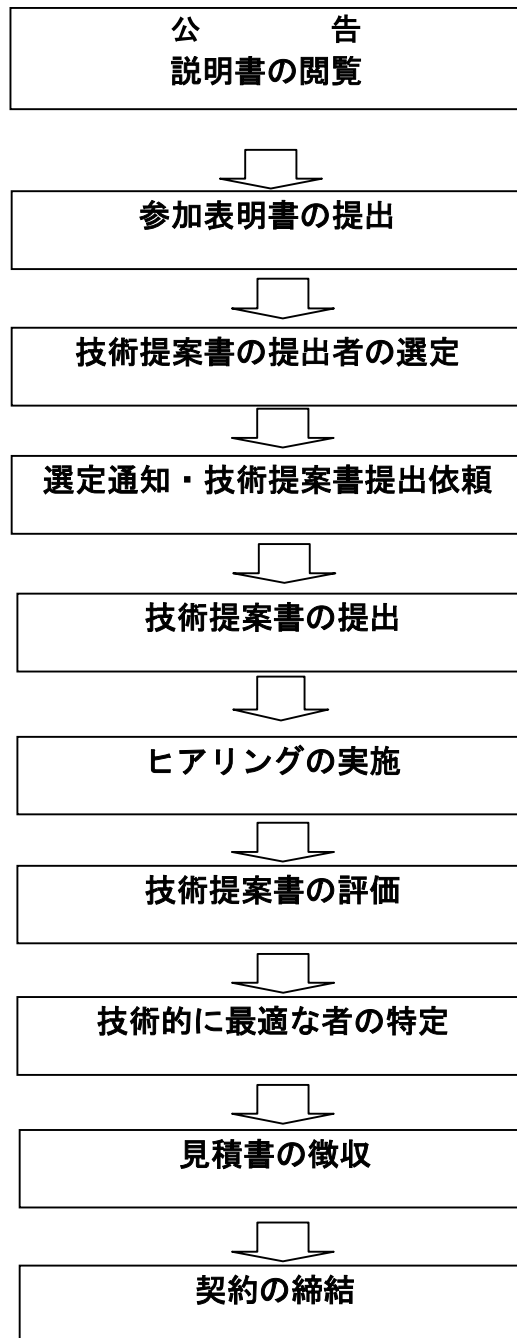 公　　　　告
説明書の閲覧
参加表明書の提出
技術提案書の提出者の選定
選定通知・技術提案書提出依頼
技術提案書の提出
ヒアリングの実施
技術提案書の評価
技術的に最適な者の特定
見積書の徴収
契約の締結